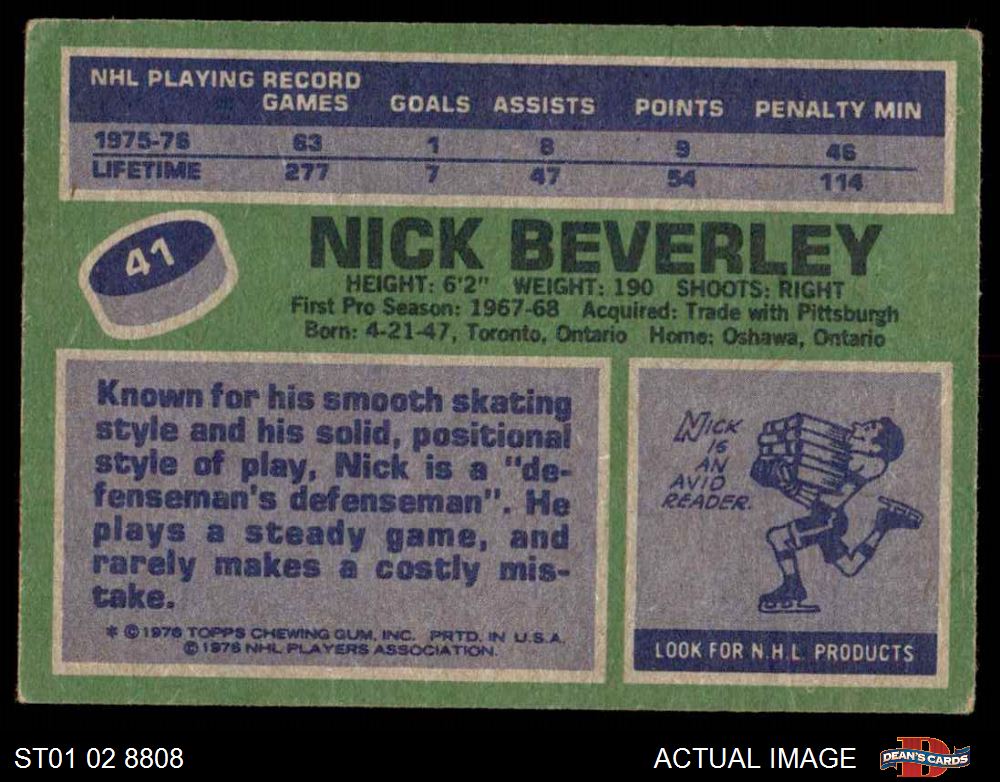 NHL PLAYING RECORD
GAMES GOALS ASSISTS POINTS PENALTY MIN
1975-76 63 1 8 9 46
LIFETIME 277 7 47 54 114
41
NICK BEVERLEY
HEIGHT: 6'2" WEIGHT: 190 SHOOTS: RIGHT
First Pro Season: 1967-68 Acquired: Trade with Pittsburgh
Born: 4-21-47, Toronto, Ontario Home: Oshawa, Ontario
Known for his smooth skating
style and his solid, positional
style of play, Nick is a "de-
fenseman's defenseman". He
plays a steady game, and
rarely makes a costly mis-
take.
* © 1976 TOPPS CHEWING GUM, INC. PRTD. IN U.S.A.
© 1976 NHL PLAYERS ASSOCIATION.
NICK
IS
AN
AVID
READER.
LOOK FOR N.H.L. PRODUCTS
ST01 02 8808
ACTUAL IMAGE
D
DEAN'S CARDS